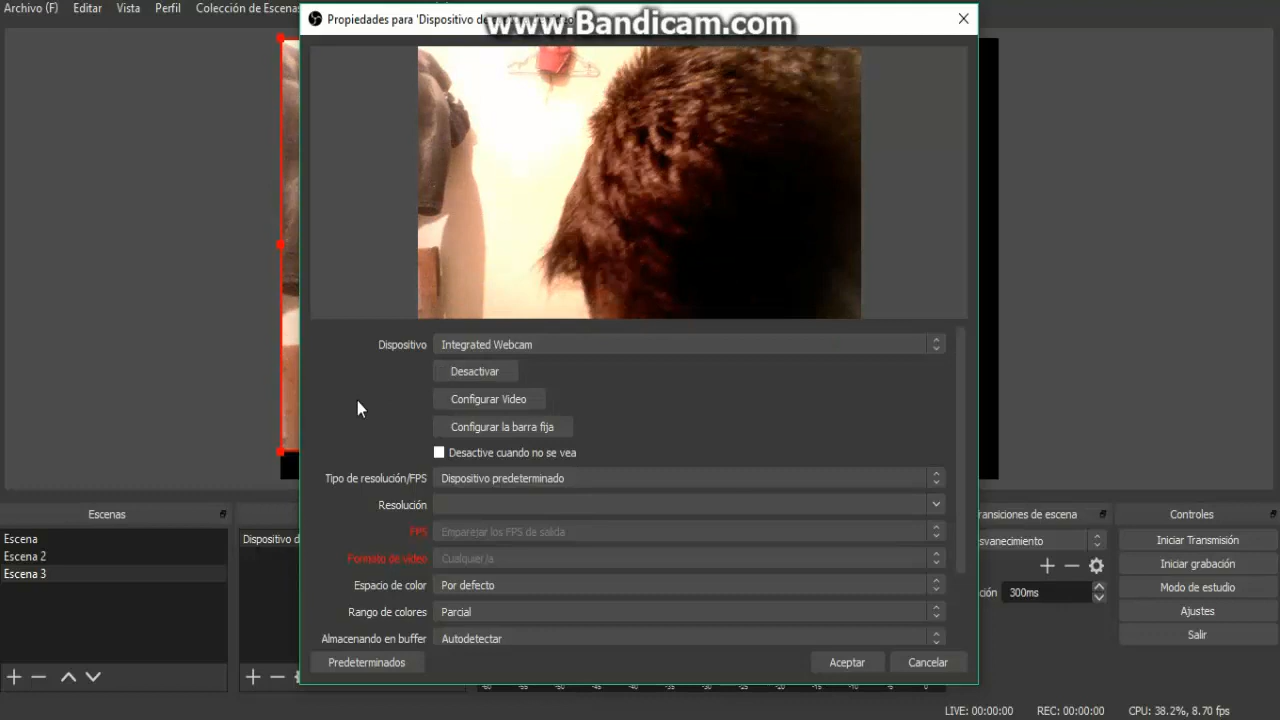 Archivo (F) Editar Vista Perfil Colección de Escenas
Propiedades para 'Dispositivo de
www.Bandicam.com
Dispositivo Integrated Webcam
Desactivar
Configurar Video
Configurar la barra fija
Desactive cuando no se vea
Tipo de resolución/FPS Dispositivo predeterminado
Resolución
FPS Emparejar los FPS de salida
Formato de video Cualquier/a
Espacio de color Por defecto
Rango de colores Parcial
Almacenando en buffer Autodetectar
Predeterminados Aceptar Cancelar
Escenas
Escena
Escena 2
Escena 3
Dispositivo d
ransiciones de escena
svanecimiento
ción 300ms
Controles
Iniciar Transmisión
Iniciar grabación
Modo de estudio
Ajustes
Salir
LIVE: 00:00:00 REC: 00:00:00 CPU: 38.2%, 8.70 fps